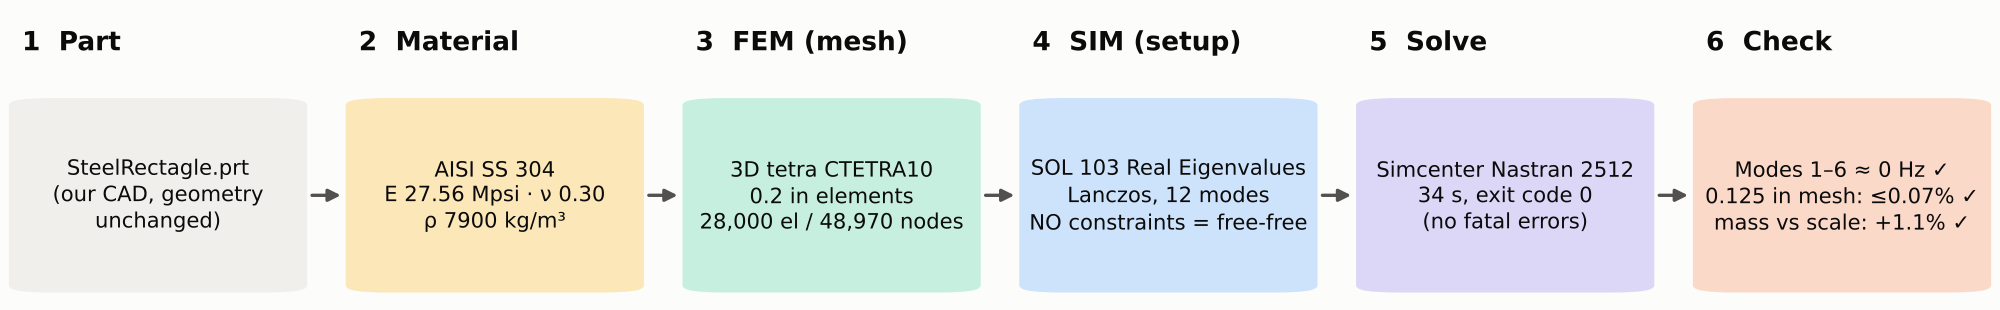 1 Part
SteelRectagle.prt
(our CAD, geometry
unchanged)
2 Material
AISI SS 304
E 27.56 Mpsi · ν 0.30
ρ 7900 kg/m³
3 FEM (mesh)
3D tetra CTETRA10
0.2 in elements
28,000 el / 48,970 nodes
4 SIM (setup)
SOL 103 Real Eigenvalues
Lanczos, 12 modes
NO constraints = free-free
5 Solve
Simcenter Nastran 2512
34 s, exit code 0
(no fatal errors)
6 Check
Modes 1–6 ≈ 0 Hz ✓
0.125 in mesh: ≤0.07% ✓
mass vs scale: +1.1% ✓